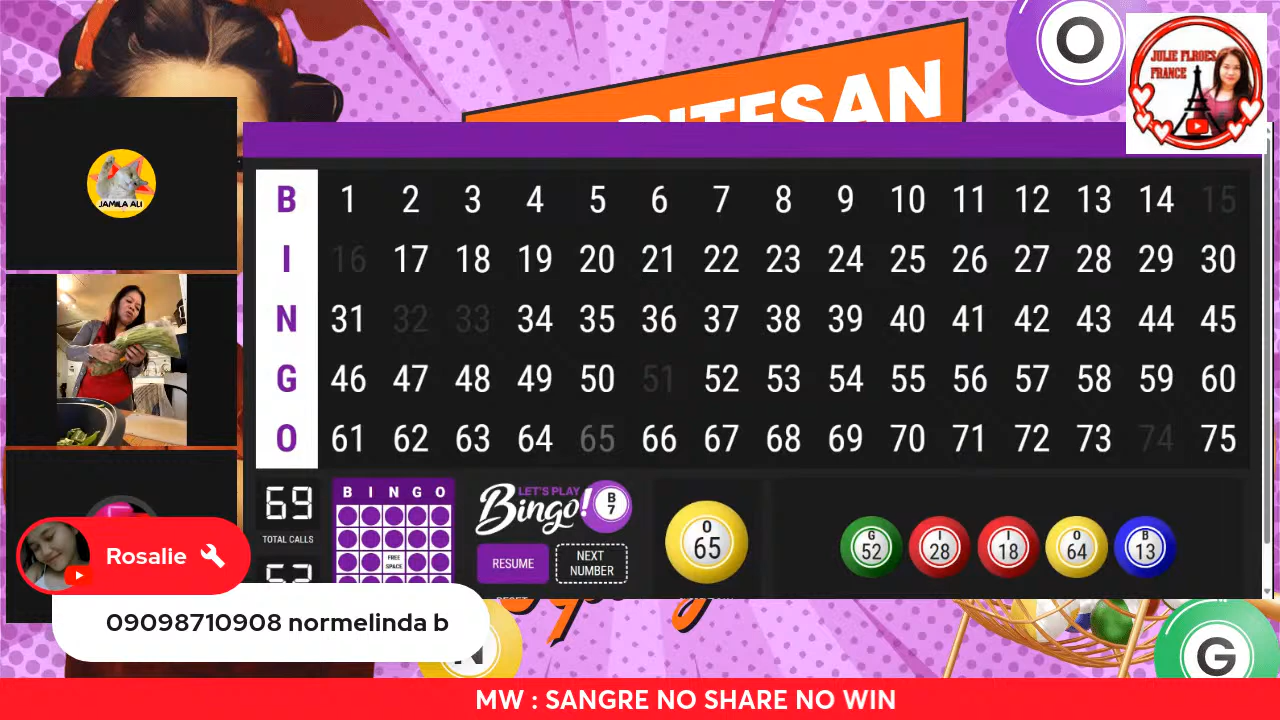 O
JULIE FLROES
FRANCE
RITESAN
JAMILA ALI
B 1 2 3 4 5 6 7 8 9 10 11 12 13 14 15
I 16 17 18 19 20 21 22 23 24 25 26 27 28 29 30
N 31 32 33 34 35 36 37 38 39 40 41 42 43 44 45
G 46 47 48 49 50 51 52 53 54 55 56 57 58 59 60
O 61 62 63 64 65 66 67 68 69 70 71 72 73 74 75
69
TOTAL CALLS
B I N G O
FREE
SPACE
LET'S PLAY
Bingo!
B
7
RESUME
NEXT
NUMBER
O
65
G
52
I
28
I
18
O
64
B
13
Rosalie
09098710908 normelinda b
N
G
MW : SANGRE NO SHARE NO WIN